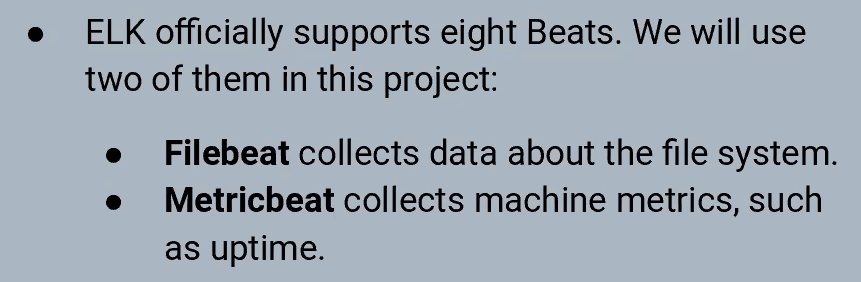 ● ELK officially supports eight Beats. We will use
two of them in this project:
● Filebeat collects data about the file system.
● Metricbeat collects machine metrics, such
as uptime.